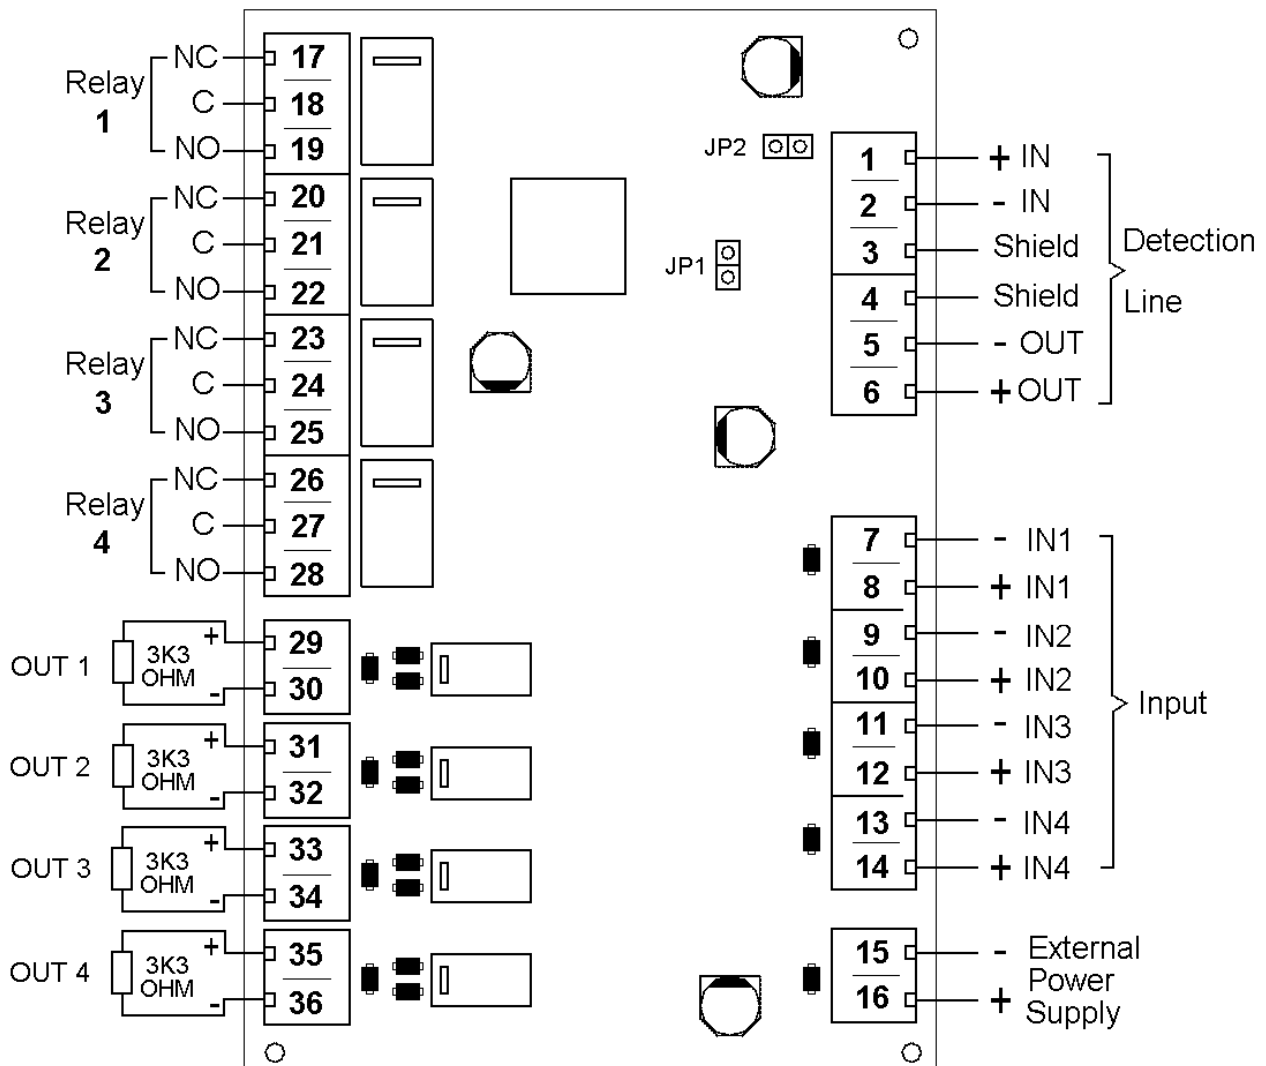 NC 17
Relay 1
C 18
NO 19
NC 20
Relay 2
C 21
NO 22
NC 23
Relay 3
C 24
NO 25
NC 26
Relay 4
C 27
NO 28
OUT 1
3K3 OHM
+ 29
- 30
OUT 2
3K3 OHM
+ 31
- 32
OUT 3
3K3 OHM
+ 33
- 34
OUT 4
3K3 OHM
+ 35
- 36
JP2
JP1
1 + IN
2 - IN
3 Shield
4 Shield
5 - OUT
6 + OUT
Detection
Line
7 - IN1
8 + IN1
9 - IN2
10 + IN2
11 - IN3
12 + IN3
13 - IN4
14 + IN4
Input
15 -
16 +
External
Power
Supply